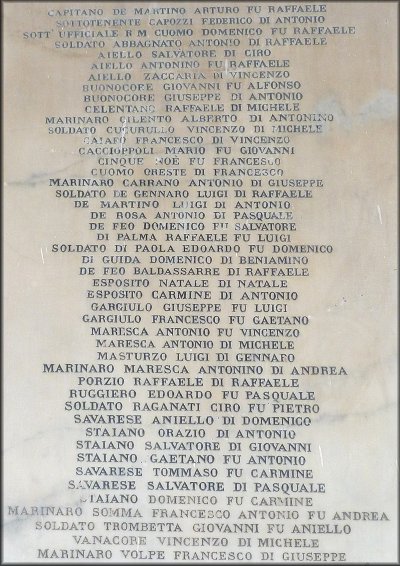 CAPITANO DE MARTINO ARTURO FU RAFFAELE
SOTTOTENENTE CAPOZZI FEDERICO DI ANTONIO
SOTT' UFFICIALE R M CUOMO DOMENICO FU RAFFAELE
SOLDATO ABBAGNATO ANTONIO DI RAFFAELE
AIELLO SALVATORE DI CIRO
AIELLO ANTONINO FU RAFFAELE
AIELLO ZACCARIA DI VINCENZO
BUONOCORE GIOVANNI FU ALFONSO
BUONOCORE GIUSEPPE DI ANTONIO
CELENTANO RAFFAELE DI MICHELE
MARINARO CILENTO ALBERTO DI ANTONINO
SOLDATO CUCURULLO VINCENZO DI MICHELE
CAIAFO FRANCESCO DI VINCENZO
CACCIOPPOLI MARIO FU GIOVANNI
CINQUE NOÈ FU FRANCESCO
CUOMO ORESTE DI FRANCESCO
MARINARO CARRANO ANTONIO DI GIUSEPPE
SOLDATO DE GENNARO LUIGI DI RAFFAELE
DE MARTINO LUIGI DI ANTONIO
DE ROSA ANTONIO DI PASQUALE
DE FEO DOMENICO FU SALVATORE
DI PALMA RAFFAELE FU LUIGI
SOLDATO DI PAOLA EDOARDO FU DOMENICO
DI GUIDA DOMENICO DI BENIAMINO
DE FEO BALDASSARRE DI RAFFAELE
ESPOSITO NATALE DI NATALE
ESPOSITO CARMINE DI ANTONIO
GARGIULO GIUSEPPE FU LUIGI
GARGIULO FRANCESCO FU GAETANO
MARESCA ANTONIO FU VINCENZO
MARESCA ANTONIO DI MICHELE
MASTURZO LUIGI DI GENNARO
MARINARO MARESCA ANTONINO DI ANDREA
PORZIO RAFFAELE DI RAFFAELE
RUGGIERO EDOARDO FU PASQUALE
SOLDATO RAGANATI CIRO FU PIETRO
SAVARESE ANIELLO DI DOMENICO
STAIANO ORAZIO DI ANTONIO
STAIANO SALVATORE DI GIOVANNI
STAIANO GAETANO FU ANTONIO
SAVARESE TOMMASO FU CARMINE
SAVARESE SALVATORE DI PASQUALE
STAIANO DOMENICO FU CARMINE
MARINARO SOMMA FRANCESCO ANTONIO FU ANDREA
SOLDATO TROMBETTA GIOVANNI FU ANIELLO
VANACORE VINCENZO DI MICHELE
MARINARO VOLPE FRANCESCO DI GIUSEPPE